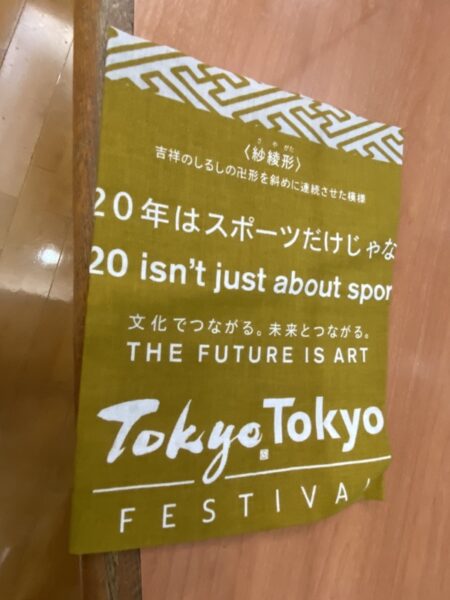 さやがた
〈紗綾形〉
吉祥のしるしの卍形を斜めに連続させた模様
20年はスポーツだけじゃな
20 isn't just about spor
文化でつながる。未来とつながる。
THE FUTURE IS ART
Tokyo Tokyo
FESTIVA